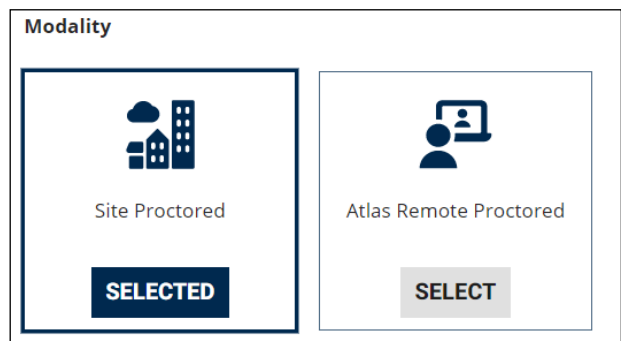 Modality
Site Proctored
Atlas Remote Proctored
SELECTED
SELECT